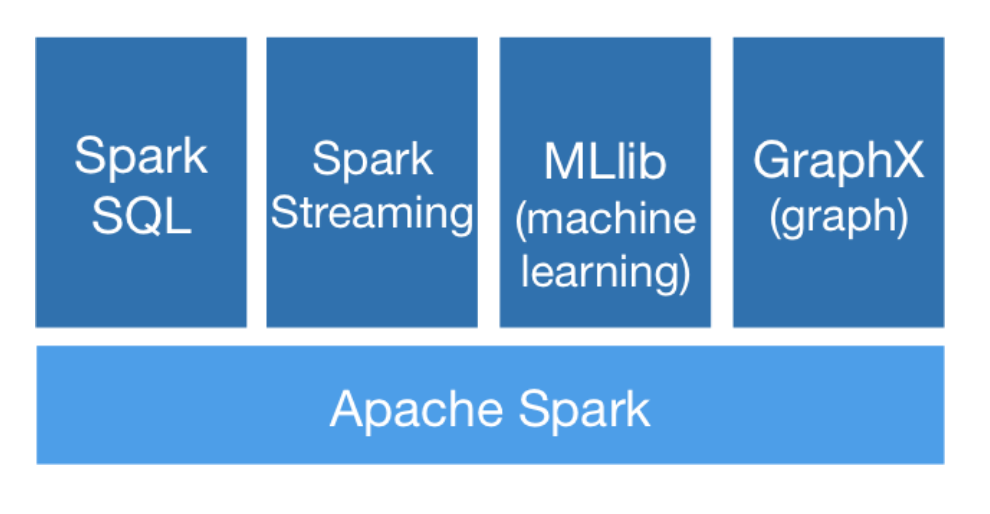 Spark
SQL
Spark
Streaming
MLlib
(machine
learning)
GraphX
(graph)
Apache Spark